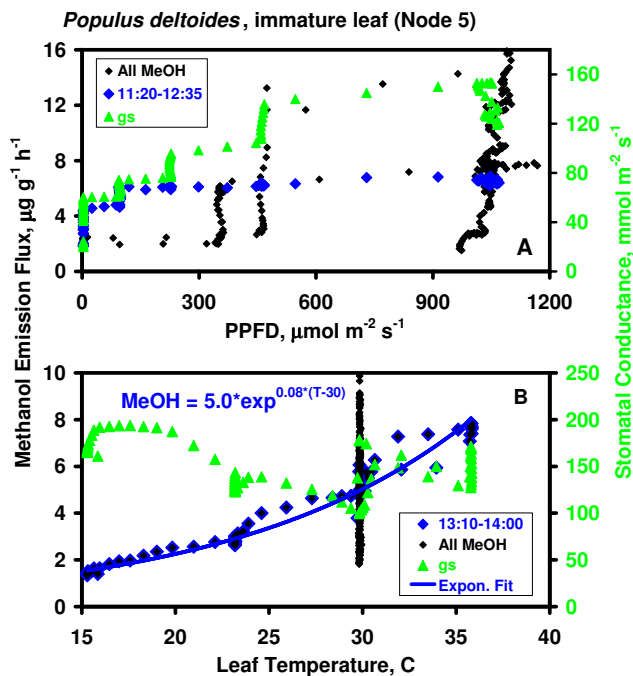 Populus deltoides, immature leaf (Node 5)
Methanol Emission Flux, μg g⁻¹ h⁻¹
Stomatal Conductance, mmol m⁻² s⁻¹
16
12
8
4
0
All MeOH
11:20-12:35
gs
A
160
120
80
40
0
0 300 600 900 1200
PPFD, μmol m⁻² s⁻¹
10
8
6
4
2
0
MeOH = 5.0*exp⁰·⁰⁸*⁽ᵀ⁻³⁰⁾
B
13:10-14:00
All MeOH
gs
Expon. Fit
250
200
150
100
50
0
15 20 25 30 35 40
Leaf Temperature, C